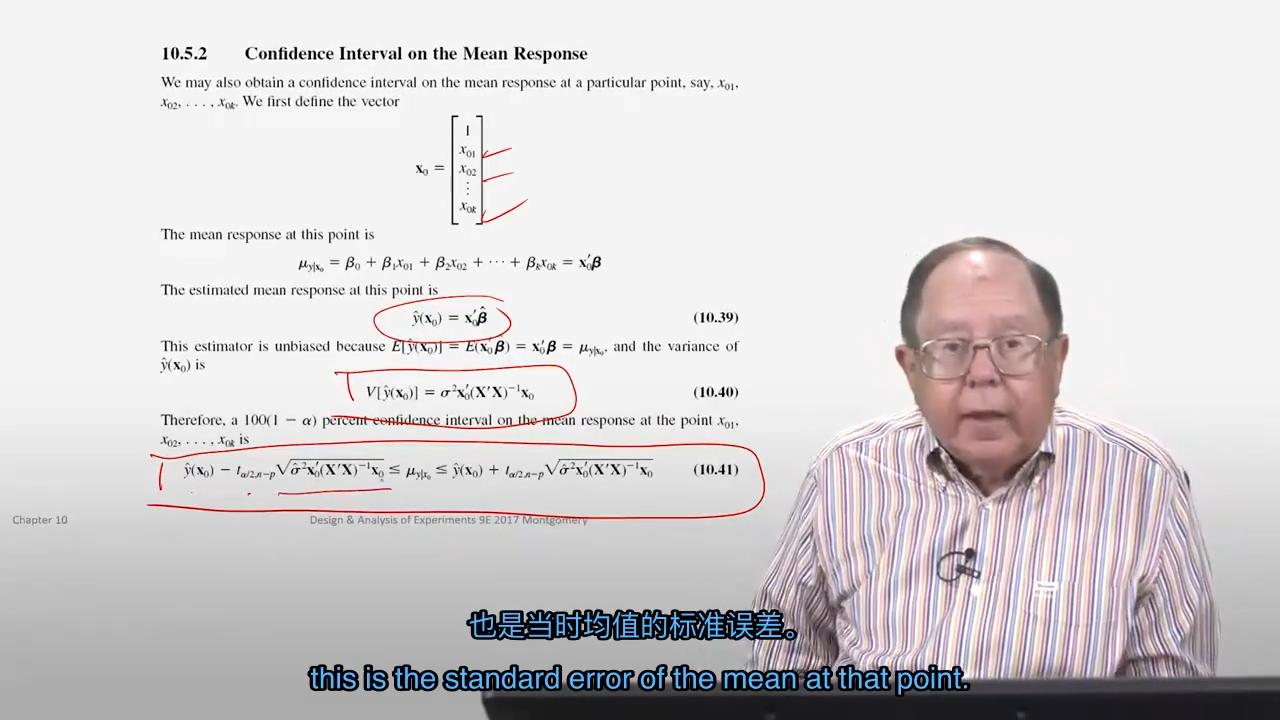 10.5.2 Confidence Interval on the Mean Response
We may also obtain a confidence interval on the mean response at a particular point, say, x₀₁,
x₀₂, . . . , x₀ₖ. We first define the vector
1
x₀₁
x₀ = x₀₂
⋮
x₀ₖ
The mean response at this point is
μ_y|x₀ = β₀ + β₁x₀₁ + β₂x₀₂ + ⋯ + βₖx₀ₖ = x₀′β
The estimated mean response at this point is
ŷ(x₀) = x₀′β̂ (10.39)
This estimator is unbiased because E[ŷ(x₀)] = E(x₀′β̂) = x₀′β = μ_y|x₀, and the variance of
ŷ(x₀) is
V[ŷ(x₀)] = σ²x₀′(X′X)⁻¹x₀ (10.40)
Therefore, a 100(1 − α) percent confidence interval on the mean response at the point x₀₁,
x₀₂, . . . , x₀ₖ is
ŷ(x₀) − t_α/2,n−p √σ̂²x₀′(X′X)⁻¹x₀ ≤ μ_y|x₀ ≤ ŷ(x₀) + t_α/2,n−p √σ̂²x₀′(X′X)⁻¹x₀ (10.41)
Chapter 10 Design & Analysis of Experiments 9E 2017 Montgomery
也是当时均值的标准误差。
this is the standard error of the mean at that point.